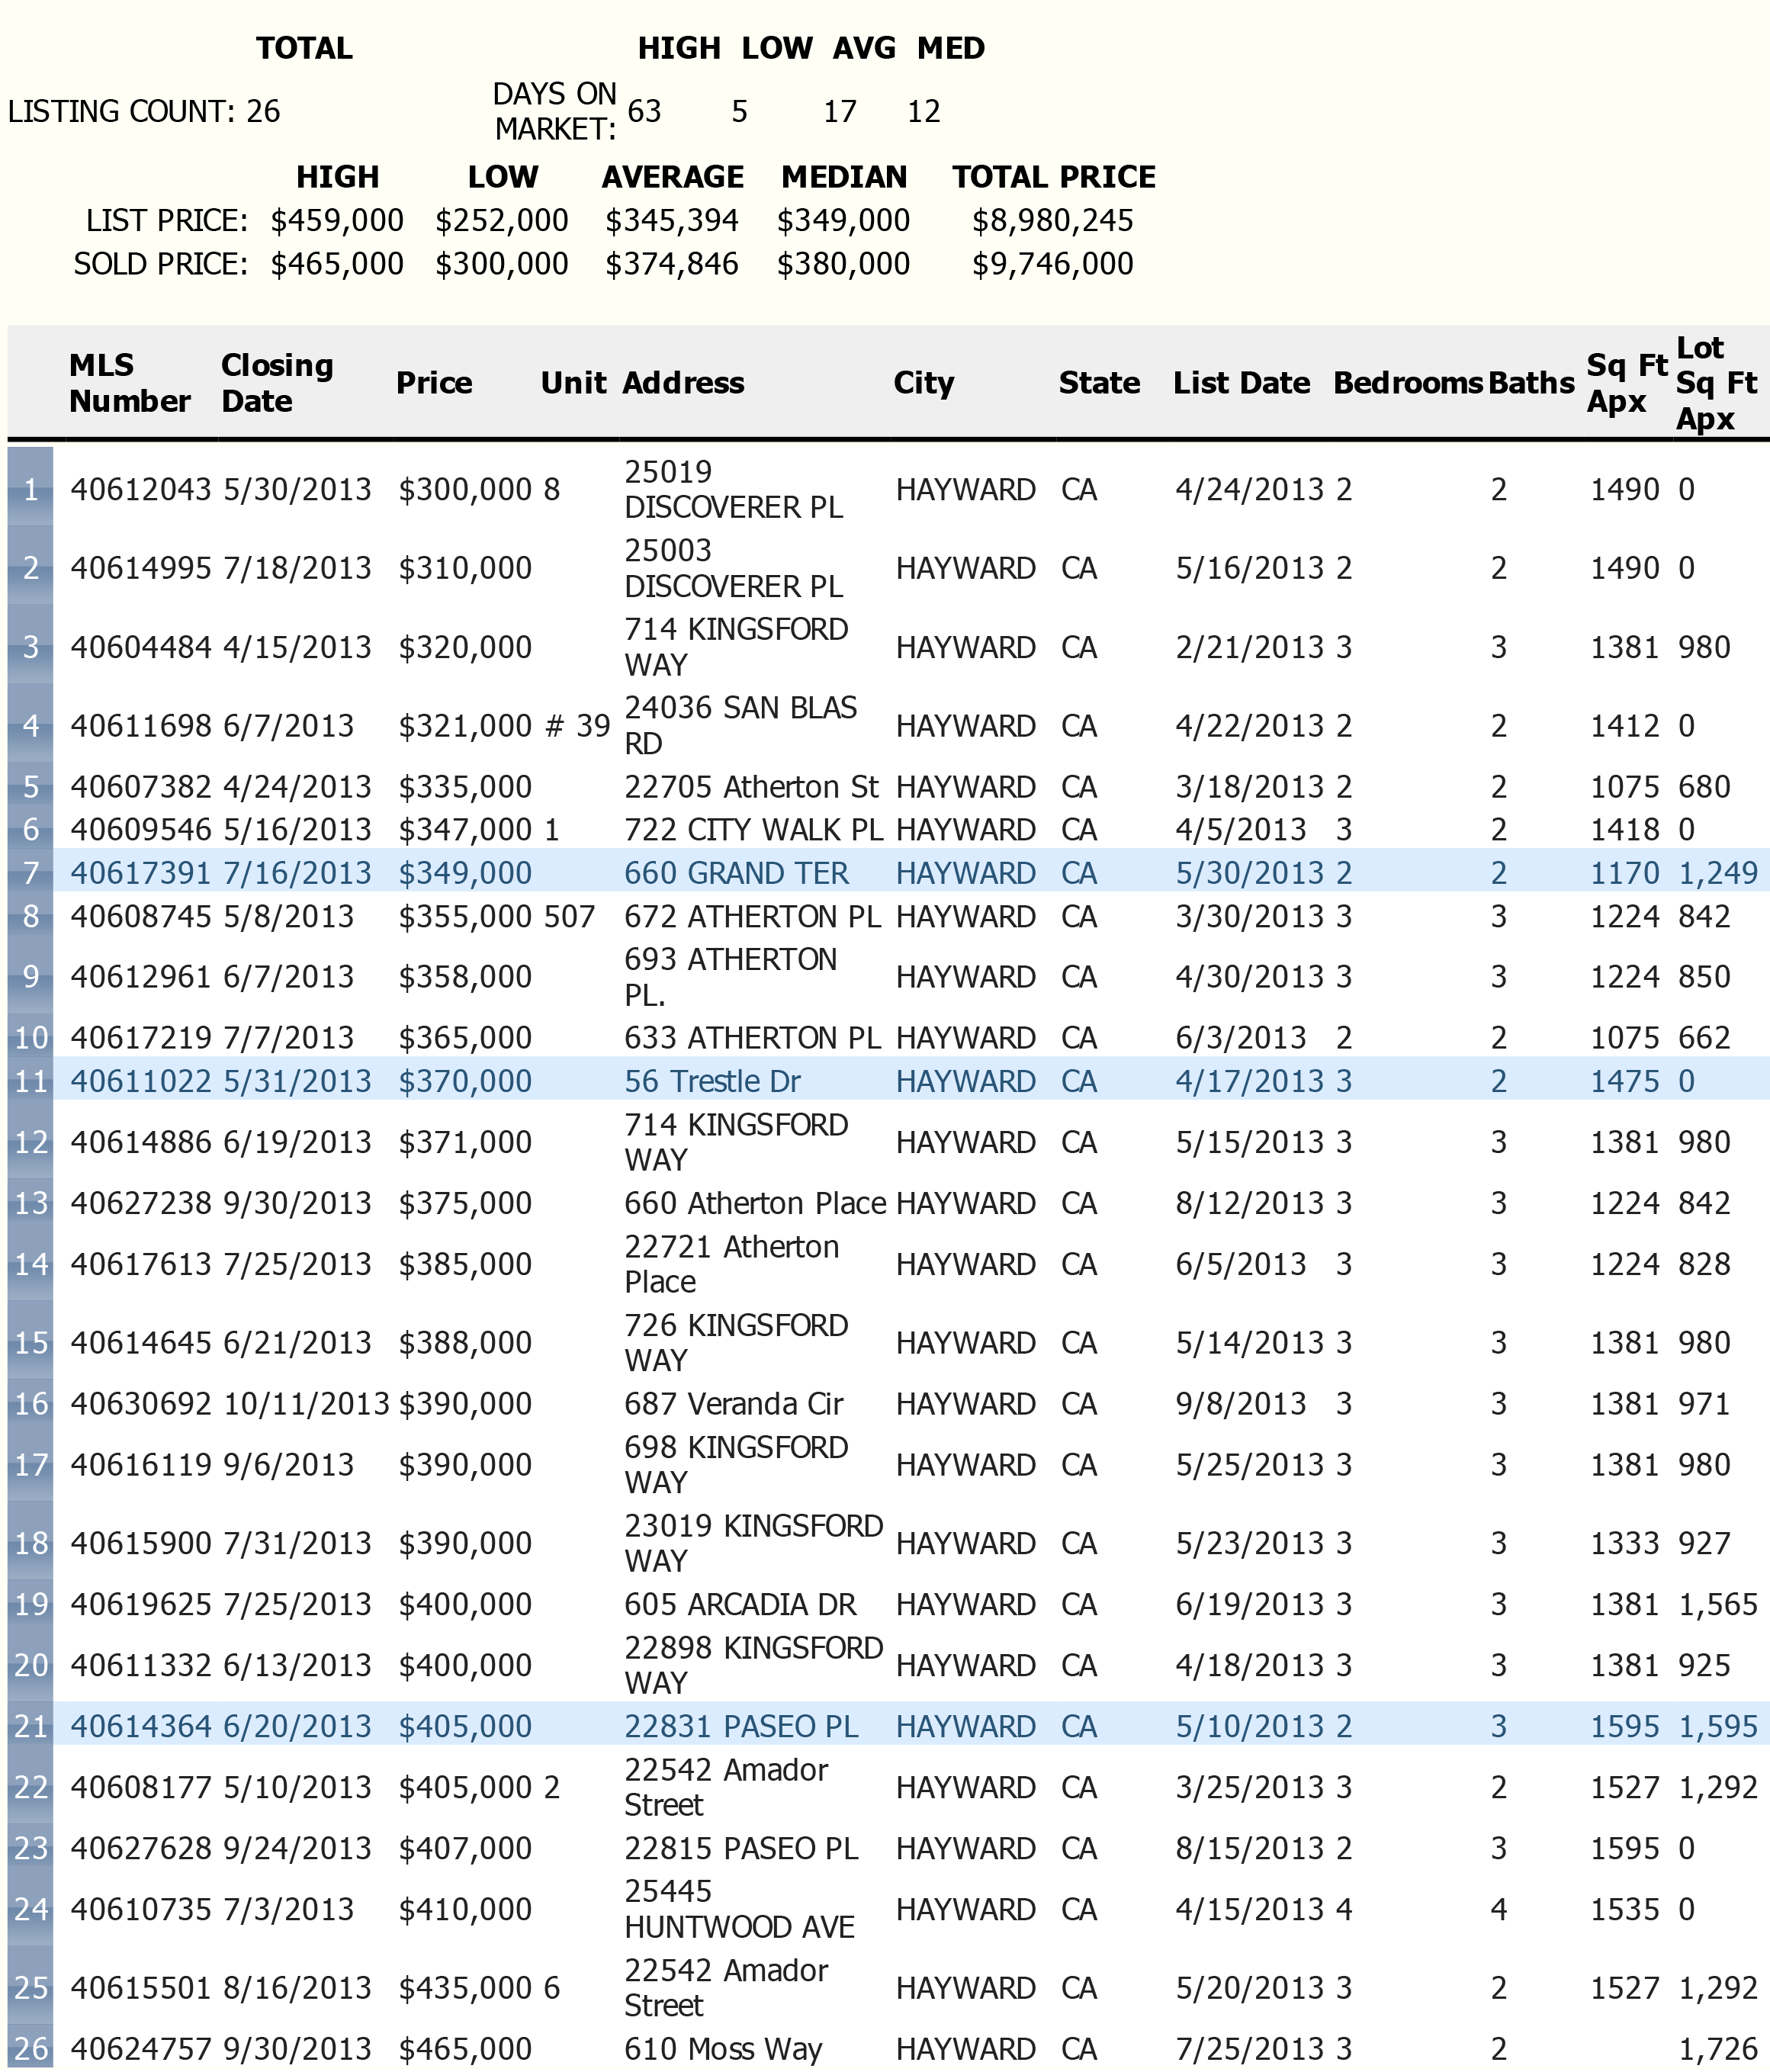 TOTAL HIGH LOW AVG MED
LISTING COUNT: 26 DAYS ON MARKET: 63 5 17 12
HIGH LOW AVERAGE MEDIAN TOTAL PRICE
LIST PRICE: $459,000 $252,000 $345,394 $349,000 $8,980,245
SOLD PRICE: $465,000 $300,000 $374,846 $380,000 $9,746,000
MLS Number Closing Date Price Unit Address City State List Date Bedrooms Baths Sq Ft Apx Lot Sq Ft Apx
1 40612043 5/30/2013 $300,000 8 25019 DISCOVERER PL HAYWARD CA 4/24/2013 2 2 1490 0
2 40614995 7/18/2013 $310,000 25003 DISCOVERER PL HAYWARD CA 5/16/2013 2 2 1490 0
3 40604484 4/15/2013 $320,000 714 KINGSFORD WAY HAYWARD CA 2/21/2013 3 3 1381 980
4 40611698 6/7/2013 $321,000 # 39 24036 SAN BLAS RD HAYWARD CA 4/22/2013 2 2 1412 0
5 40607382 4/24/2013 $335,000 22705 Atherton St HAYWARD CA 3/18/2013 2 2 1075 680
6 40609546 5/16/2013 $347,000 1 722 CITY WALK PL HAYWARD CA 4/5/2013 3 2 1418 0
7 40617391 7/16/2013 $349,000 660 GRAND TER HAYWARD CA 5/30/2013 2 2 1170 1,249
8 40608745 5/8/2013 $355,000 507 672 ATHERTON PL HAYWARD CA 3/30/2013 3 3 1224 842
9 40612961 6/7/2013 $358,000 693 ATHERTON PL. HAYWARD CA 4/30/2013 3 3 1224 850
10 40617219 7/7/2013 $365,000 633 ATHERTON PL HAYWARD CA 6/3/2013 2 2 1075 662
11 40611022 5/31/2013 $370,000 56 Trestle Dr HAYWARD CA 4/17/2013 3 2 1475 0
12 40614886 6/19/2013 $371,000 714 KINGSFORD WAY HAYWARD CA 5/15/2013 3 3 1381 980
13 40627238 9/30/2013 $375,000 660 Atherton Place HAYWARD CA 8/12/2013 3 3 1224 842
14 40617613 7/25/2013 $385,000 22721 Atherton Place HAYWARD CA 6/5/2013 3 3 1224 828
15 40614645 6/21/2013 $388,000 726 KINGSFORD WAY HAYWARD CA 5/14/2013 3 3 1381 980
16 40630692 10/11/2013 $390,000 687 Veranda Cir HAYWARD CA 9/8/2013 3 3 1381 971
17 40616119 9/6/2013 $390,000 698 KINGSFORD WAY HAYWARD CA 5/25/2013 3 3 1381 980
18 40615900 7/31/2013 $390,000 23019 KINGSFORD WAY HAYWARD CA 5/23/2013 3 3 1333 927
19 40619625 7/25/2013 $400,000 605 ARCADIA DR HAYWARD CA 6/19/2013 3 3 1381 1,565
20 40611332 6/13/2013 $400,000 22898 KINGSFORD WAY HAYWARD CA 4/18/2013 3 3 1381 925
21 40614364 6/20/2013 $405,000 22831 PASEO PL HAYWARD CA 5/10/2013 2 3 1595 1,595
22 40608177 5/10/2013 $405,000 2 22542 Amador Street HAYWARD CA 3/25/2013 3 2 1527 1,292
23 40627628 9/24/2013 $407,000 22815 PASEO PL HAYWARD CA 8/15/2013 2 3 1595 0
24 40610735 7/3/2013 $410,000 25445 HUNTWOOD AVE HAYWARD CA 4/15/2013 4 4 1535 0
25 40615501 8/16/2013 $435,000 6 22542 Amador Street HAYWARD CA 5/20/2013 3 2 1527 1,292
26 40624757 9/30/2013 $465,000 610 Moss Way HAYWARD CA 7/25/2013 3 2 1,726